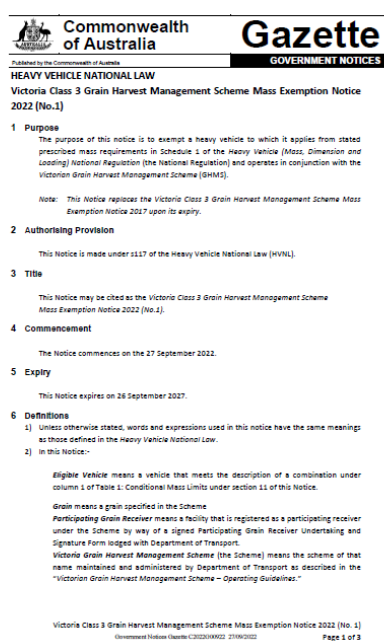 Commonwealth
of Australia
Gazette
Published by the Commonwealth of Australia
GOVERNMENT NOTICES
HEAVY VEHICLE NATIONAL LAW
Victoria Class 3 Grain Harvest Management Scheme Mass Exemption Notice
2022 (No.1)
1 Purpose
The purpose of this notice is to exempt a heavy vehicle to which it applies from stated
prescribed mass requirements in Schedule 1 of the Heavy Vehicle (Mass, Dimension and
Loading) National Regulation (the National Regulation) and operates in conjunction with the
Victorian Grain Harvest Management Scheme (GHMS).
Note: This Notice replaces the Victoria Class 3 Grain Harvest Management Scheme Mass
Exemption Notice 2017 upon its expiry.
2 Authorising Provision
This Notice is made under s117 of the Heavy Vehicle National Law (HVNL).
3 Title
This Notice may be cited as the Victoria Class 3 Grain Harvest Management Scheme
Mass Exemption Notice 2022 (No.1).
4 Commencement
The Notice commences on the 27 September 2022.
5 Expiry
This Notice expires on 26 September 2027.
6 Definitions
1) Unless otherwise stated, words and expressions used in this notice have the same meanings
as those defined in the Heavy Vehicle National Law.
2) In this Notice:-
Eligible Vehicle means a vehicle that meets the description of a combination under
column 1 of Table 1: Conditional Mass Limits under section 11 of this Notice.
Grain means a grain specified in the Scheme
Participating Grain Receiver means a facility that is registered as a participating receiver
under the Scheme by way of a signed Participating Grain Receiver Undertaking and
Signature Form lodged with Department of Transport.
Victoria Grain Harvest Management Scheme (the Scheme) means the scheme of that
name maintained and administered by Department of Transport as described in the
"Victorian Grain Harvest Management Scheme – Operating Guidelines."
Victoria Class 3 Grain Harvest Management Scheme Mass Exemption Notice 2022 (No. 1)
Government Notices Gazette C2022G00922 27/09/2022
Page 1 of 3